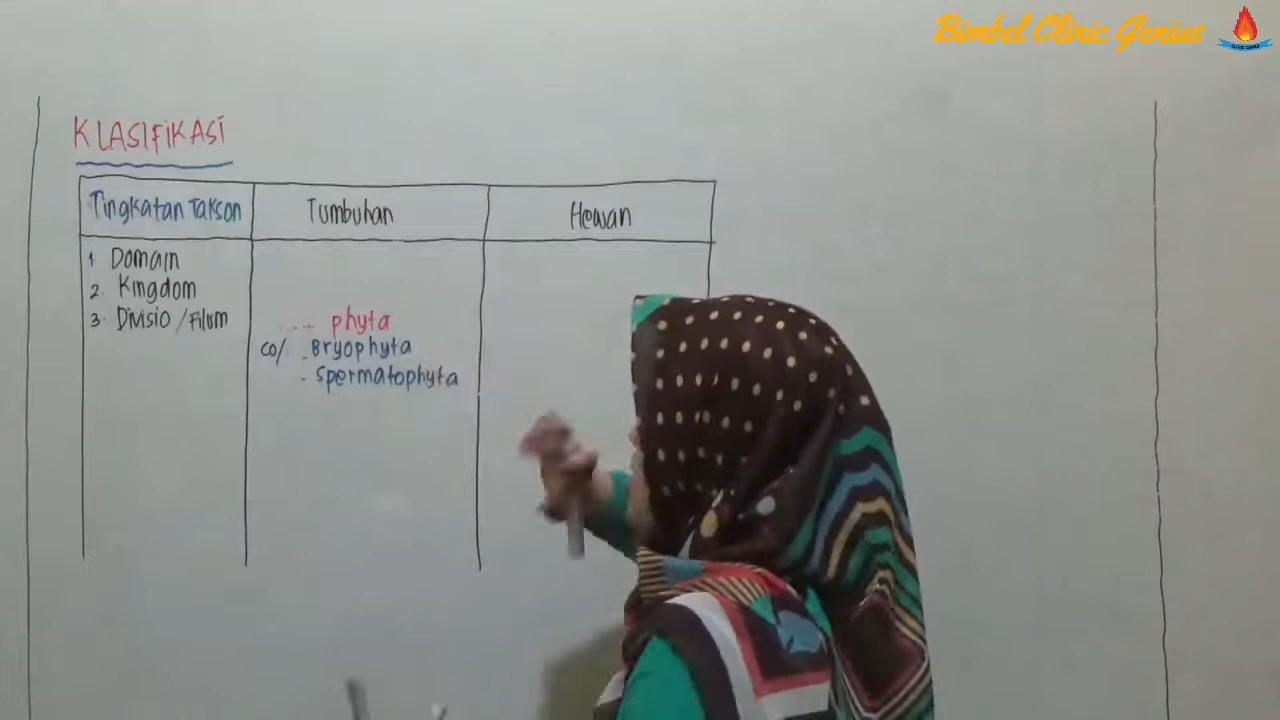 Bimbel Clinic Genius
KLASIFIKASI
Tingkatan Takson Tumbuhan Hewan
1 Domain
2. Kingdom
3. Divisio / Filum
.... phyta
co/ . Bryophyta
- spermatophyta